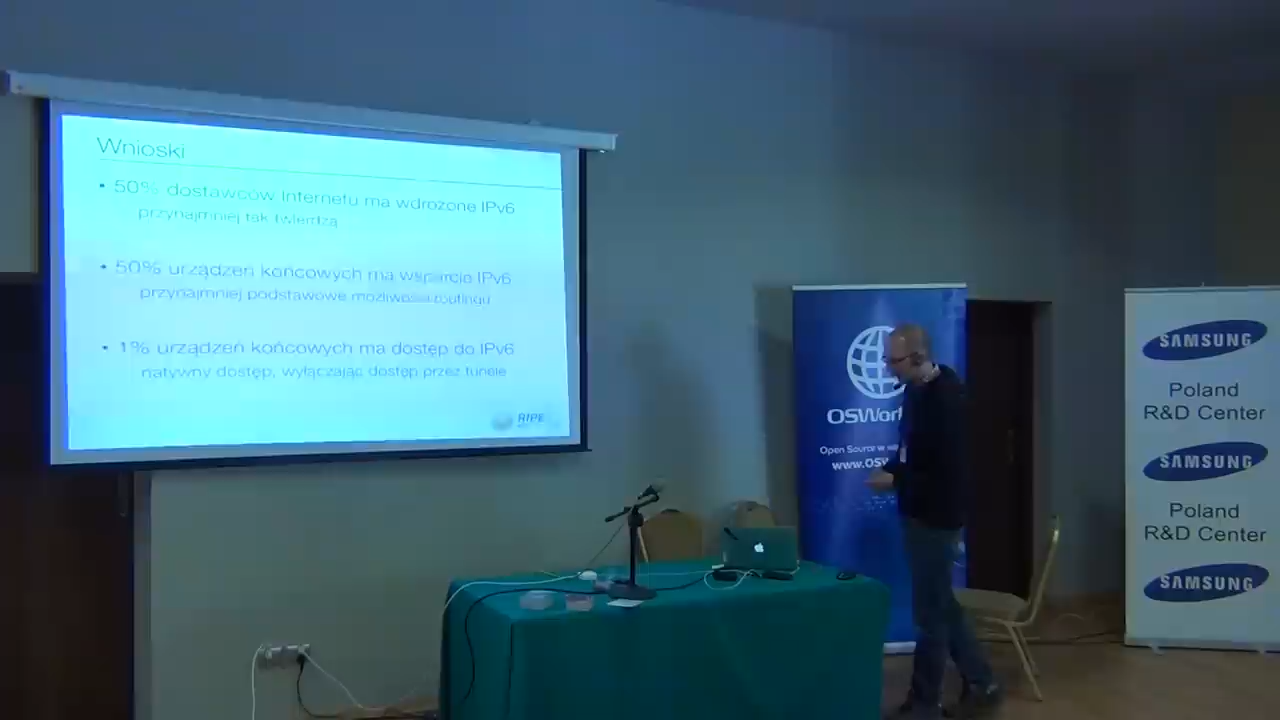 Wnioski
• 50% dostawców Internetu ma wdrożone IPv6
przynajmniej tak twierdzą
• 50% urządzeń końcowych ma wsparcie IPv6
przynajmniej podstawowe możliwości routingu
• 1% urządzeń końcowych ma dostęp do IPv6
natywny dostęp, wyłączając dostęp przez tunele
RIPE
OSWor
Open Source w
www.OSW
SAMSUNG
Poland
R&D Center
SAMSUNG
Poland
R&D Center
SAMSUNG